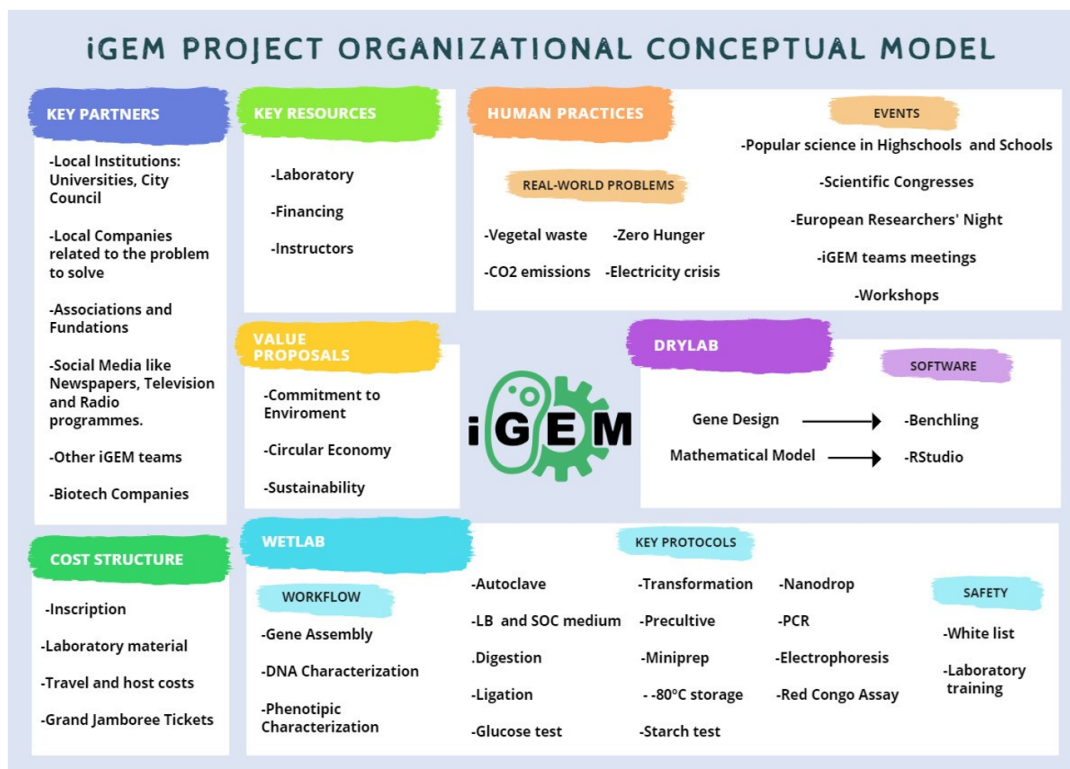 iGEM PROJECT ORGANIZATIONAL CONCEPTUAL MODEL
KEY PARTNERS
-Local Institutions:
Universities, City
Council
-Local Companies
related to the problem
to solve
-Associations and
Fundations
-Social Media like
Newspapers, Television
and Radio
programmes.
-Other iGEM teams
-Biotech Companies
KEY RESOURCES
-Laboratory
-Financing
-Instructors
HUMAN PRACTICES
REAL-WORLD PROBLEMS
-Vegetal waste
-Zero Hunger
-CO2 emissions
-Electricity crisis
EVENTS
-Popular science in Highschools and Schools
-Scientific Congresses
-European Researchers' Night
-iGEM teams meetings
-Workshops
VALUE
PROPOSALS
-Commitment to
Enviroment
-Circular Economy
-Sustainability
iGEM
DRYLAB
SOFTWARE
Gene Design
-Benchling
Mathematical Model
-RStudio
COST STRUCTURE
-Inscription
-Laboratory material
-Travel and host costs
-Grand Jamboree Tickets
WETLAB
WORKFLOW
-Gene Assembly
-DNA Characterization
-Phenotipic
Characterization
KEY PROTOCOLS
-Autoclave
-LB and SOC medium
.Digestion
-Ligation
-Glucose test
-Transformation
-Precultive
-Miniprep
- -80ºC storage
-Starch test
-Nanodrop
-PCR
-Electrophoresis
-Red Congo Assay
SAFETY
-White list
-Laboratory
training